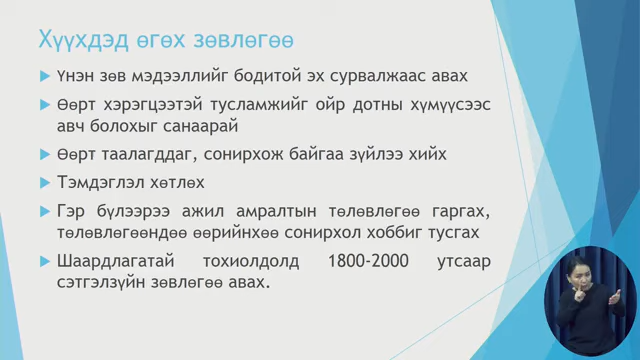 Хүүхдэд өгөх зөвлөгөө
Үнэн зөв мэдээллийг бодитой эх сурвалжаас авах
Өөрт хэрэгцээтэй тусламжийг ойр дотны хүмүүсээс
авч болохыг санаарай
Өөрт таалагддаг, сонирхож байгаа зүйлээ хийх
Тэмдэглэл хөтлөх
Гэр бүлээрээ ажил амралтын төлөвлөгөө гаргах,
төлөвлөгөөндөө өөрийнхөө сонирхол хоббиг тусгах
Шаардлагатай тохиолдолд 1800-2000 утсаар
сэтгэлзүйн зөвлөгөө авах.